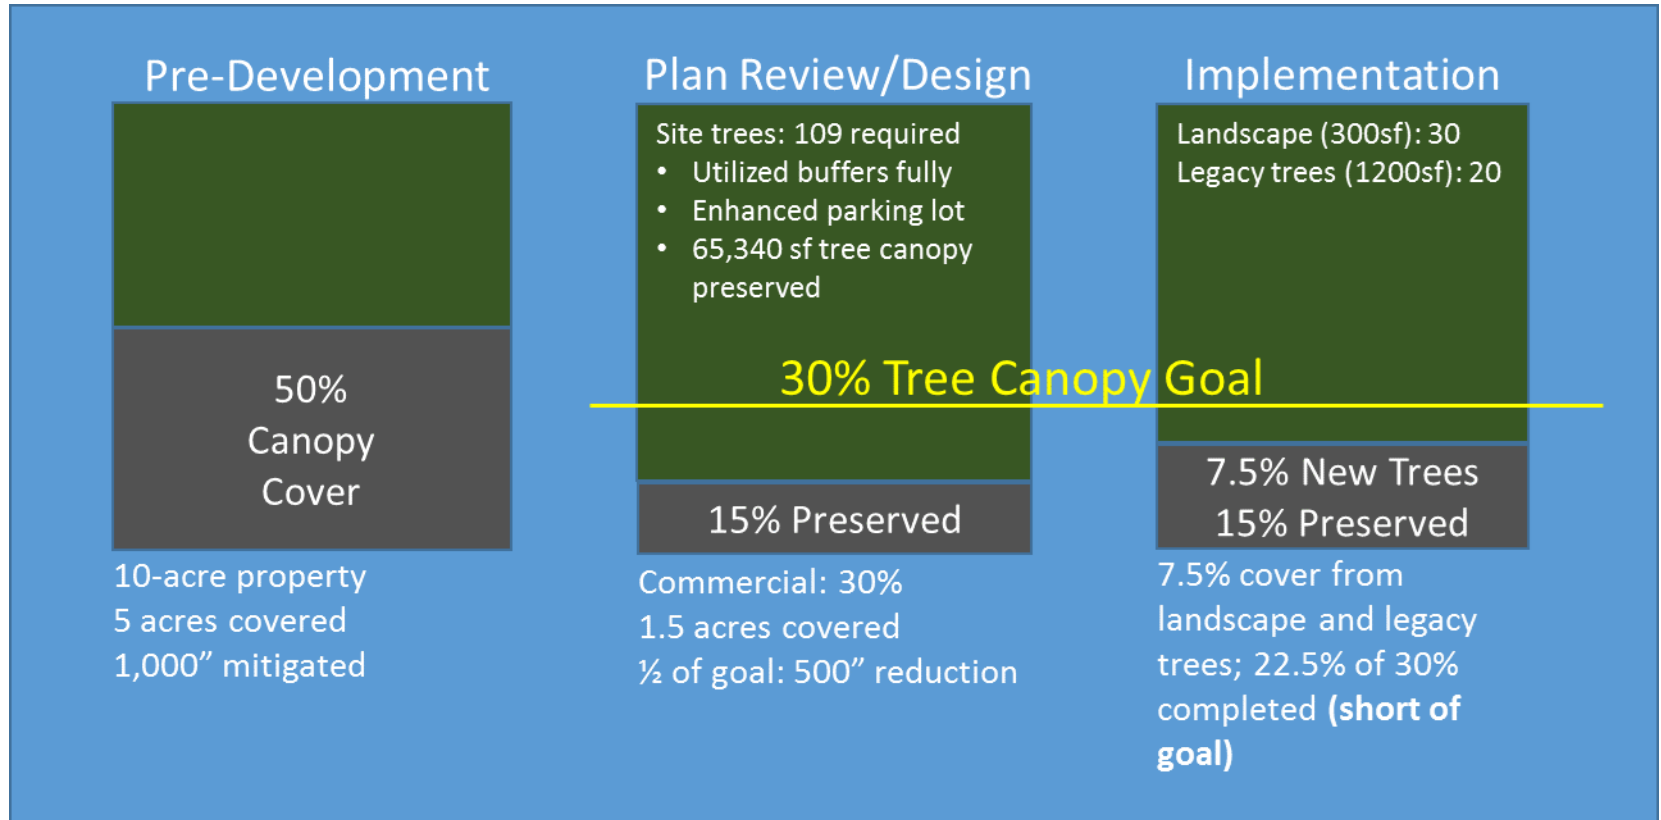 Pre-Development
50%
Canopy
Cover
10-acre property
5 acres covered
1,000” mitigated
Plan Review/Design
Site trees: 109 required
• Utilized buffers fully
• Enhanced parking lot
• 65,340 sf tree canopy
preserved
30% Tree Canopy Goal
15% Preserved
Commercial: 30%
1.5 acres covered
½ of goal: 500” reduction
Implementation
Landscape (300sf): 30
Legacy trees (1200sf): 20
7.5% New Trees
15% Preserved
7.5% cover from
landscape and legacy
trees; 22.5% of 30%
completed (short of
goal)